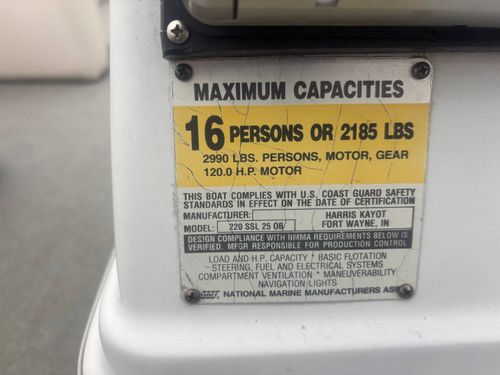 MAXIMUM CAPACITIES
16 PERSONS OR 2185 LBS
2990 LBS. PERSONS, MOTOR, GEAR
120.0 H.P. MOTOR
THIS BOAT COMPLIES WITH U.S. COAST GUARD SAFETY
STANDARDS IN EFFECT ON THE DATE OF CERTIFICATION
MANUFACTURER: HARRIS KAYOT
MODEL: 220 SSL 25 OB FORT WAYNE, IN
DESIGN COMPLIANCE WITH NMMA REQUIREMENTS BELOW IS
VERIFIED. MFGR RESPONSIBLE FOR PRODUCTION CONTROL
LOAD AND H.P. CAPACITY * BASIC FLOTATION
STEERING, FUEL AND ELECTRICAL SYSTEMS
COMPARTMENT VENTILATION * MANEUVERABILITY
NAVIGATION LIGHTS
NATIONAL MARINE MANUFACTURERS ASS